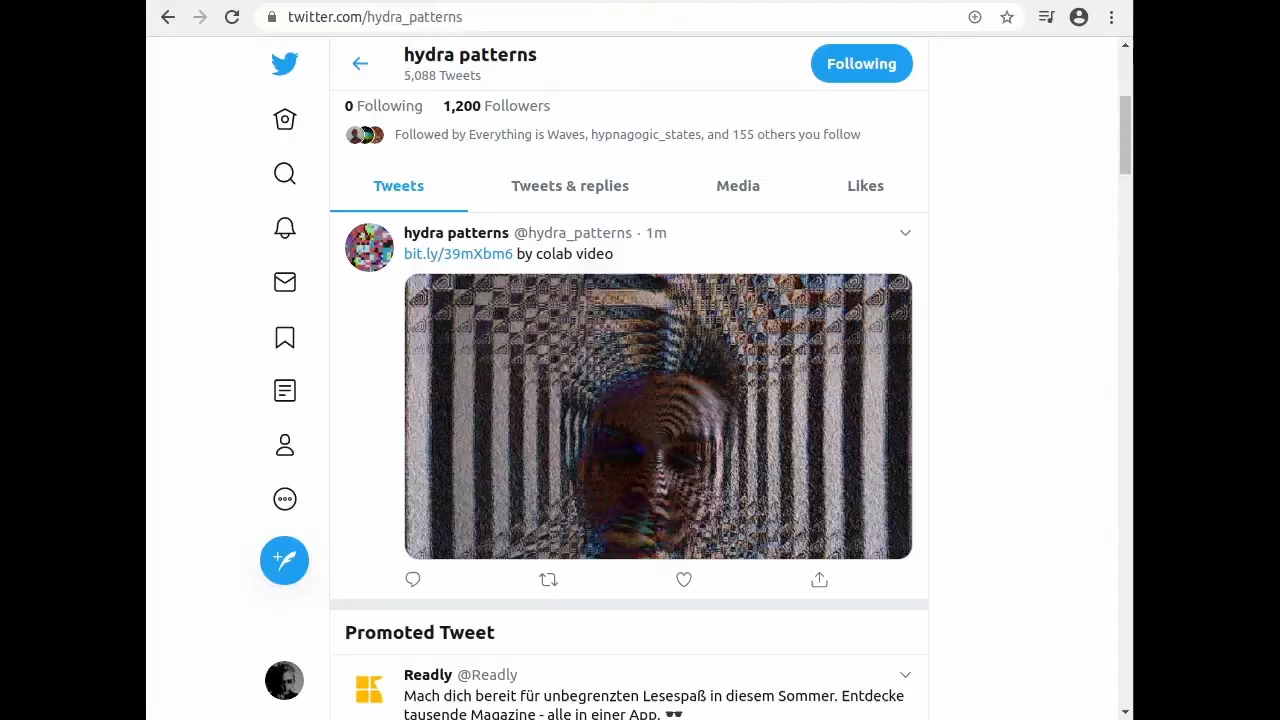 twitter.com/hydra_patterns
hydra patterns
5,088 Tweets
Following
0 Following 1,200 Followers
Followed by Everything is Waves, hypnagogic_states, and 155 others you follow
Tweets Tweets & replies Media Likes
hydra patterns @hydra_patterns · 1m
bit.ly/39mXbm6 by colab video
Promoted Tweet
Readly @Readly
Mach dich bereit für unbegrenzten Lesespaß in diesem Sommer. Entdecke
tausende Magazine - alle in einer App. 🕶️